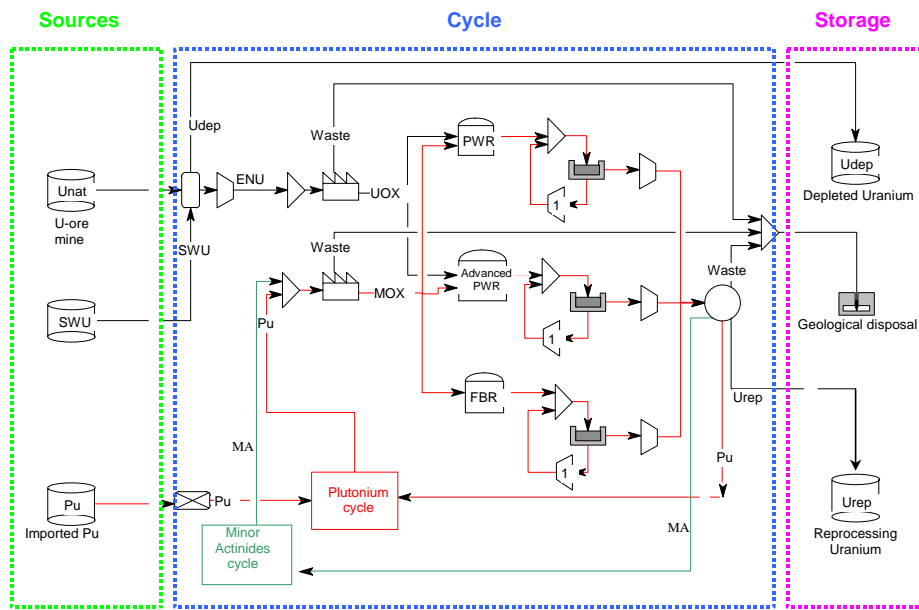 Sources
Cycle
Storage
Udep
Waste
PWR
Udep
Depleted Uranium
Unat
U-ore
mine
ENU
UOX
1
SWU
Waste
Advanced
PWR
Waste
SWU
MOX
Pu
1
Geological disposal
FBR
Urep
MA
1
Pu
Pu
Imported Pu
Pu
Plutonium
cycle
Urep
Reprocessing
Uranium
Minor
Actinides
cycle
MA